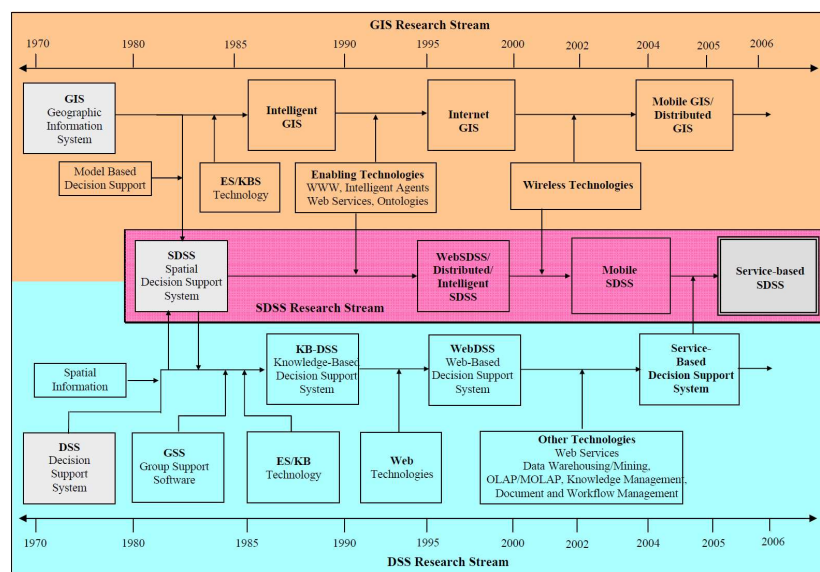 GIS Research Stream
1970 1980 1985 1990 1995 2000 2002 2004 2005 2006
GIS
Geographic
Information
System
Intelligent
GIS
Internet
GIS
Mobile GIS/
Distributed
GIS
Model Based
Decision Support
ES/KBS
Technology
Enabling Technologies
WWW, Intelligent Agents
Web Services, Ontologies
Wireless Technologies
SDSS
Spatial
Decision Support
System
WebSDSS/
Distributed/
Intelligent
SDSS
Mobile
SDSS
Service-based
SDSS
SDSS Research Stream
Spatial
Information
KB-DSS
Knowledge-Based
Decision Support
System
WebDSS
Web-Based
Decision Support
System
Service-
Based
Decision Support
System
DSS
Decision
Support
System
GSS
Group Support
Software
ES/KB
Technology
Web
Technologies
Other Technologies
Web Services
Data Warehousing/Mining,
OLAP/MOLAP, Knowledge Management,
Document and Workflow Management
1970 1980 1985 1990 1995 2000 2002 2004 2005 2006
DSS Research Stream